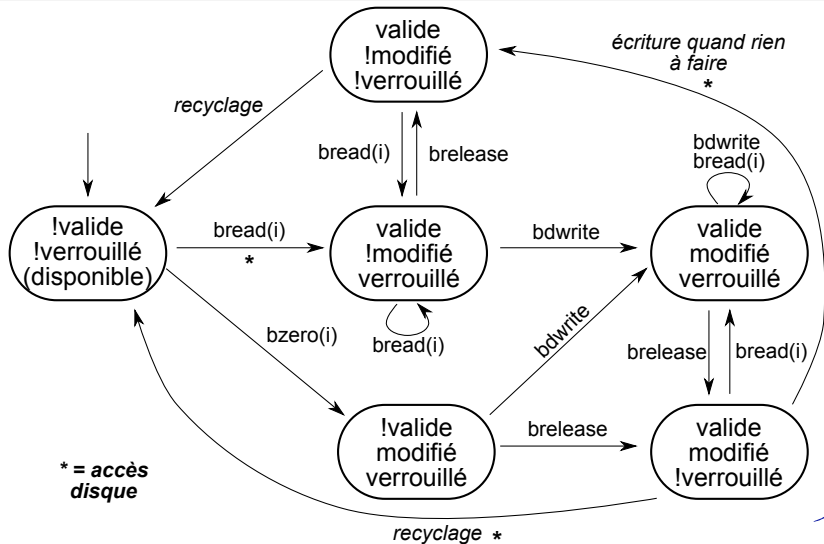 valide
!modifié
!verrouillé
écriture quand rien
à faire
*
recyclage
bread(i)
brelease
bdwrite
bread(i)
!valide
!verrouillé
(disponible)
bread(i)
*
valide
!modifié
verrouillé
bdwrite
valide
modifié
verrouillé
bread(i)
bzero(i)
bdwrite
brelease
bread(i)
!valide
modifié
verrouillé
brelease
valide
modifié
!verrouillé
* = accès
disque
recyclage *